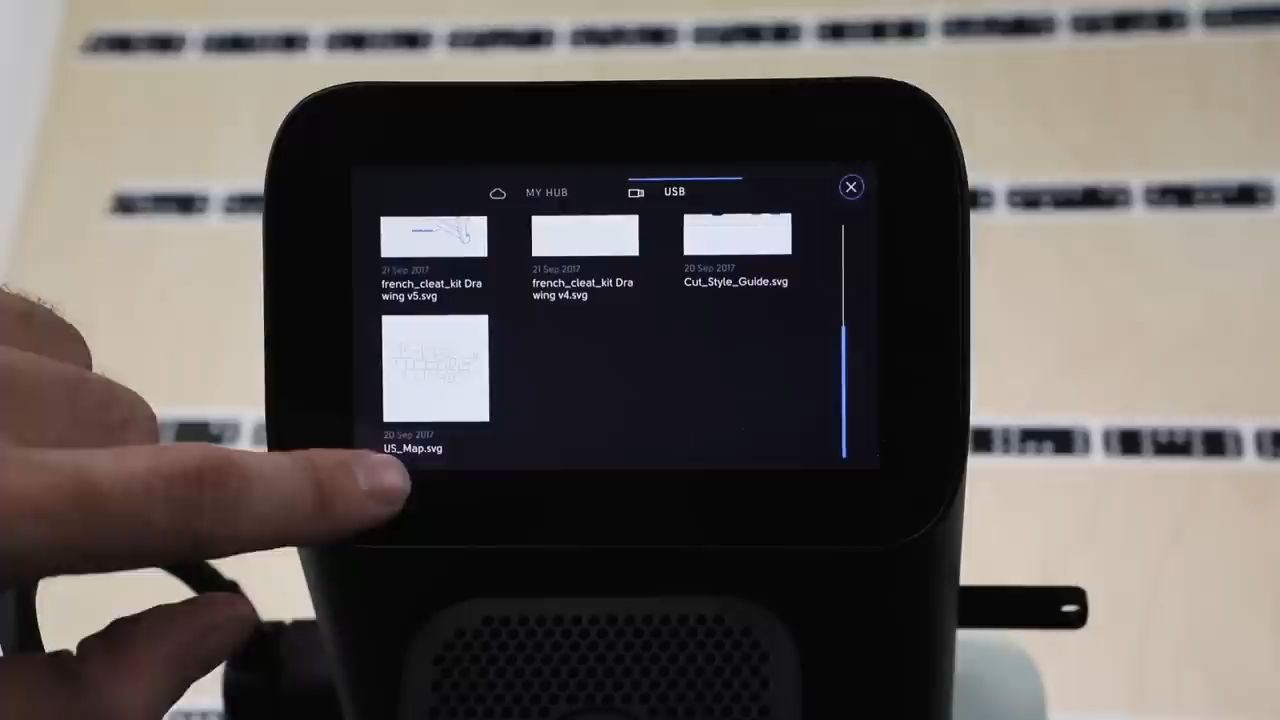 MY HUB
USB
21 Sep 2017
french_cleat_kit Dra
wing v5.svg
21 Sep 2017
french_cleat_kit Dra
wing v4.svg
20 Sep 2017
Cut_Style_Guide.svg
20 Sep 2017
US_Map.svg